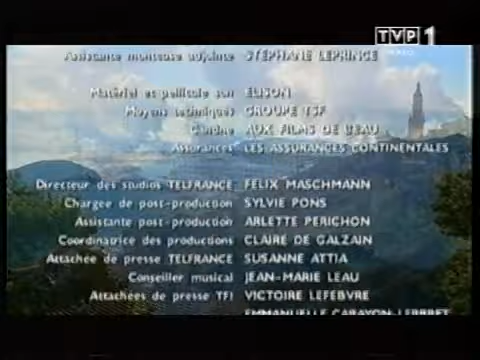 TVP1
Assistante monteuse adjointe STEPHANE LEPRINCE
Matériel et pellicule son ELISON
Moyens techniques GROUPE TSF
AUX FILMS DE L'EAU
Assurances LES ASSURANCES CONTINENTALES
Directeur des studios TELFRANCE FELIX MASCHMANN
Chargée de post-production SYLVIE PONS
Assistante post-production ARLETTE PERICHON
Coordinatrice des productions CLAIRE DE GALZAIN
Attachée de presse TELFRANCE SUSANNE ATTIA
Conseiller musical JEAN-MARIE LEAU
Attachées de presse TF1 VICTOIRE LEFEBVRE
EMMANUELLE CARAYON-LEBRET